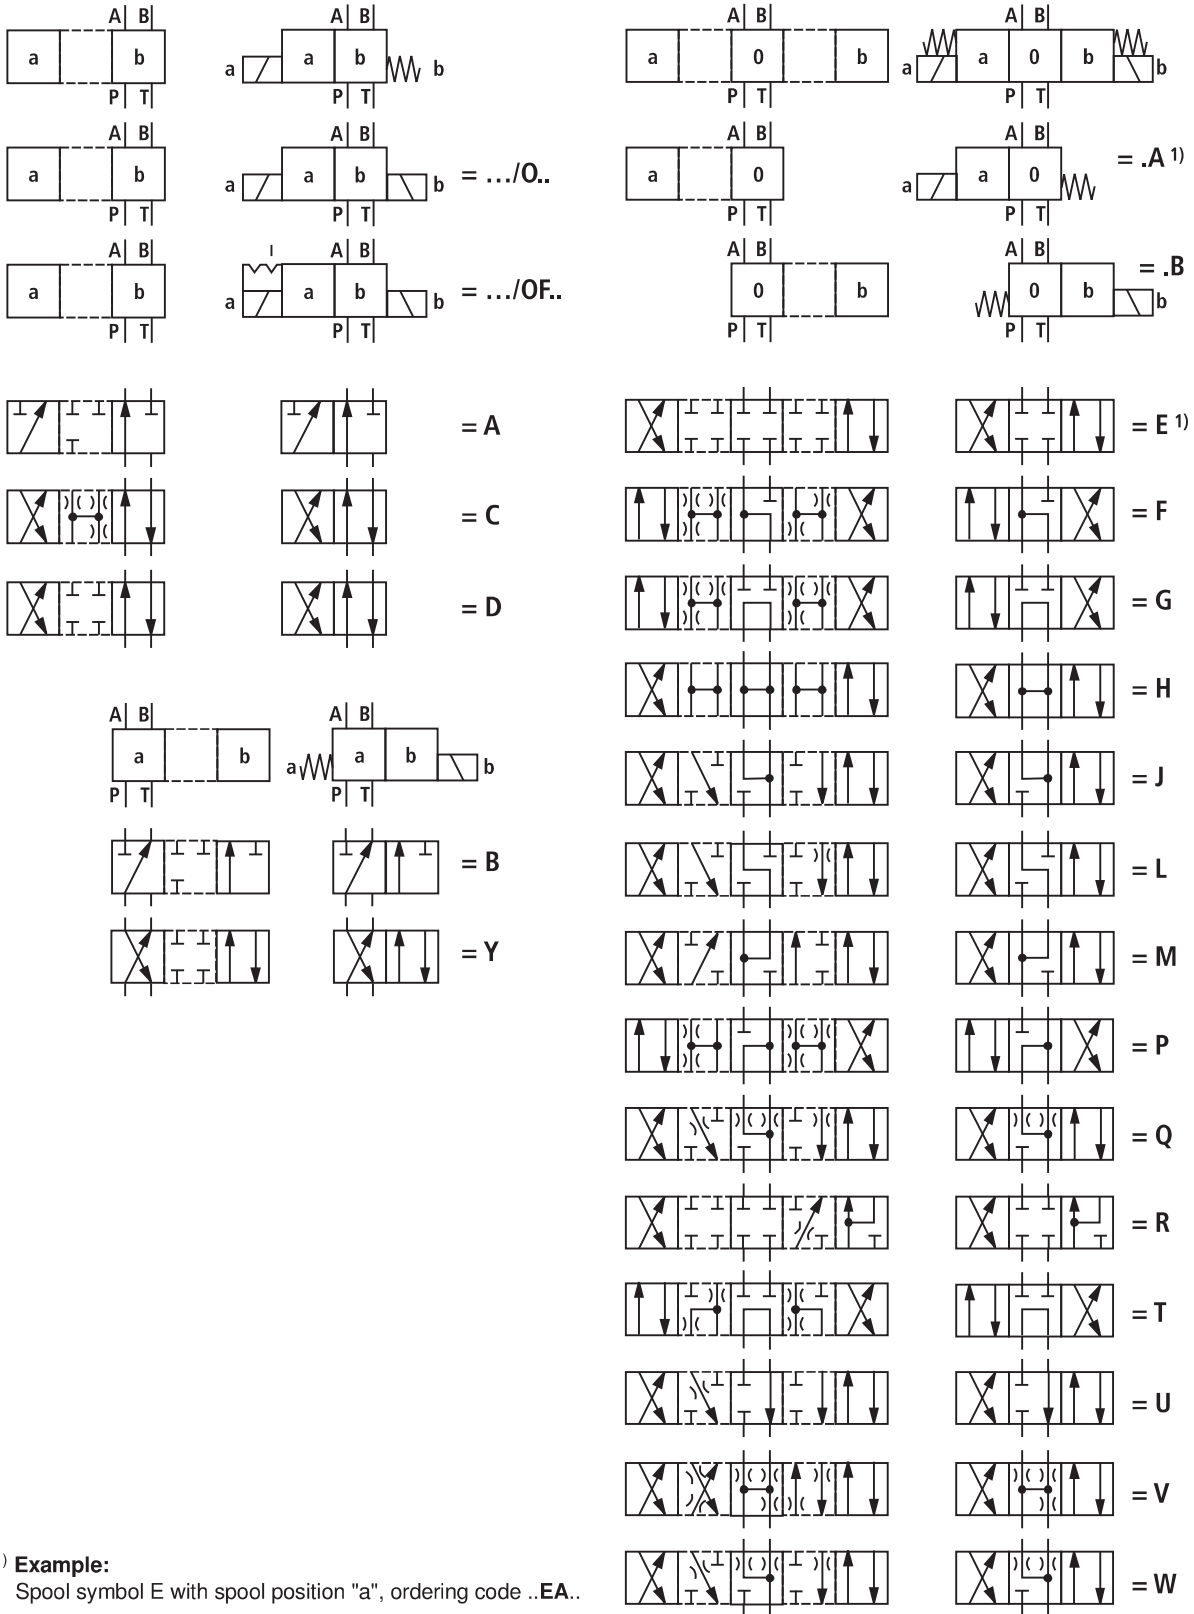 A B A B A B A B
a b a a b b a 0 b a a 0 b b
P T P T P T P T
A B A B A B A B
a b a a b b = .../O.. a 0 a a 0 = .A 1)
P T P T P T P T
A B I A B A B A B
a b a a b b = .../OF.. 0 b 0 b b = .B
P T P T P T P T
= A = E 1)
= C = F
= D = G
= H
A B A B
a b a a b b
P T P T
= J
= B = L
= Y = M
= P
= Q
= R
= T
= U
= V
) Example:
Spool symbol E with spool position "a", ordering code ..EA..
= W